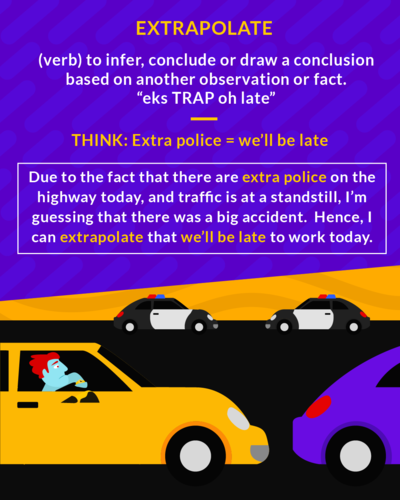 EXTRAPOLATE
(verb) to infer, conclude or draw a conclusion
based on another observation or fact.
“eks TRAP oh late”
THINK: Extra police = we’ll be late
Due to the fact that there are extra police on the
highway today, and traffic is at a standstill, I’m
guessing that there was a big accident.  Hence, I
can extrapolate that we’ll be late to work today.